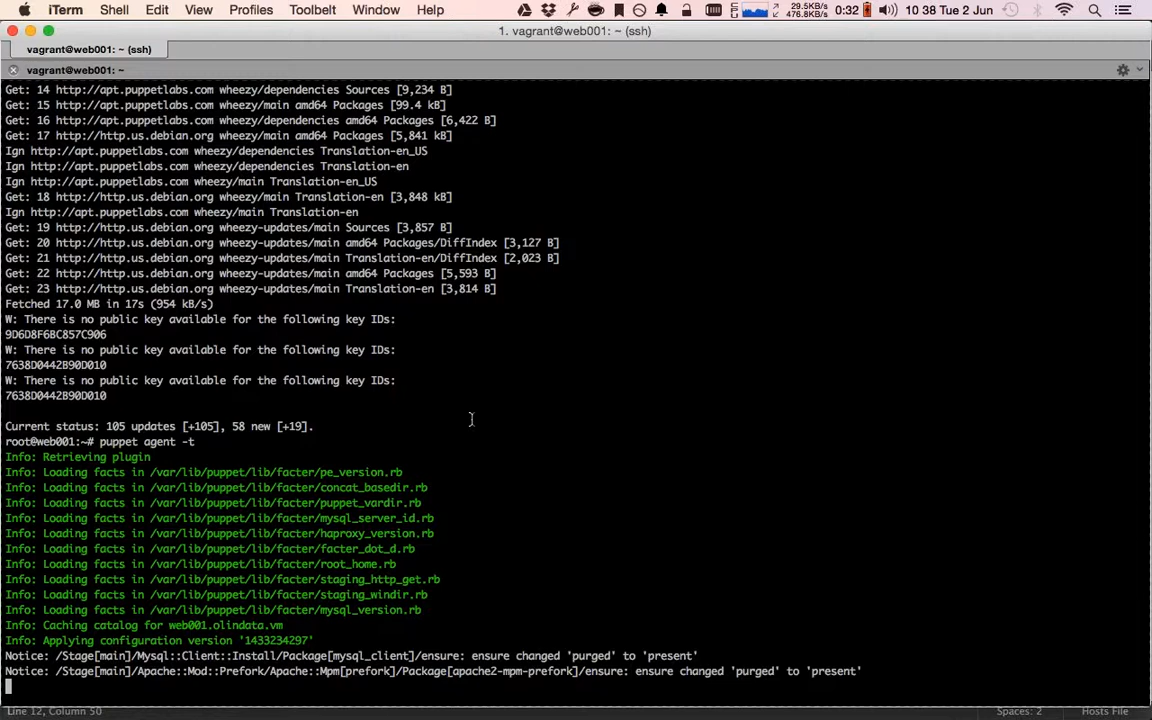 iTerm Shell Edit View Profiles Toolbelt Window Help 29.5KB/s 476.8KB/s 0:32 10 38 Tue 2 Jun
1. vagrant@web001: ~ (ssh)
vagrant@web001: ~ (ssh)
vagrant@web001: ~
Get: 14 http://apt.puppetlabs.com wheezy/dependencies Sources [9,234 B]
Get: 15 http://apt.puppetlabs.com wheezy/main amd64 Packages [99.4 kB]
Get: 16 http://apt.puppetlabs.com wheezy/dependencies amd64 Packages [6,422 B]
Get: 17 http://http.us.debian.org wheezy/main amd64 Packages [5,841 kB]
Ign http://apt.puppetlabs.com wheezy/dependencies Translation-en_US
Ign http://apt.puppetlabs.com wheezy/dependencies Translation-en
Ign http://apt.puppetlabs.com wheezy/main Translation-en_US
Get: 18 http://http.us.debian.org wheezy/main Translation-en [3,848 kB]
Ign http://apt.puppetlabs.com wheezy/main Translation-en
Get: 19 http://http.us.debian.org wheezy-updates/main Sources [3,857 B]
Get: 20 http://http.us.debian.org wheezy-updates/main amd64 Packages/DiffIndex [3,127 B]
Get: 21 http://http.us.debian.org wheezy-updates/main Translation-en/DiffIndex [2,023 B]
Get: 22 http://http.us.debian.org wheezy-updates/main amd64 Packages [5,593 B]
Get: 23 http://http.us.debian.org wheezy-updates/main Translation-en [3,814 B]
Fetched 17.0 MB in 17s (954 kB/s)
W: There is no public key available for the following key IDs:
9D6D8F6BC857C906
W: There is no public key available for the following key IDs:
7638D0442B90D010
W: There is no public key available for the following key IDs:
7638D0442B90D010
Current status: 105 updates [+105], 58 new [+19].
root@web001:~# puppet agent -t
Info: Retrieving plugin
Info: Loading facts in /var/lib/puppet/lib/facter/pe_version.rb
Info: Loading facts in /var/lib/puppet/lib/facter/concat_basedir.rb
Info: Loading facts in /var/lib/puppet/lib/facter/puppet_vardir.rb
Info: Loading facts in /var/lib/puppet/lib/facter/mysql_server_id.rb
Info: Loading facts in /var/lib/puppet/lib/facter/haproxy_version.rb
Info: Loading facts in /var/lib/puppet/lib/facter/facter_dot_d.rb
Info: Loading facts in /var/lib/puppet/lib/facter/root_home.rb
Info: Loading facts in /var/lib/puppet/lib/facter/staging_http_get.rb
Info: Loading facts in /var/lib/puppet/lib/facter/staging_windir.rb
Info: Loading facts in /var/lib/puppet/lib/facter/mysql_version.rb
Info: Caching catalog for web001.olindata.vm
Info: Applying configuration version '1433234297'
Notice: /Stage[main]/Mysql::Client::Install/Package[mysql_client]/ensure: ensure changed 'purged' to 'present'
Notice: /Stage[main]/Apache::Mod::Prefork/Apache::Mpm[prefork]/Package[apache2-mpm-prefork]/ensure: ensure changed 'purged' to 'present'
Line 12, Column 50 Spaces: 2 Hosts File